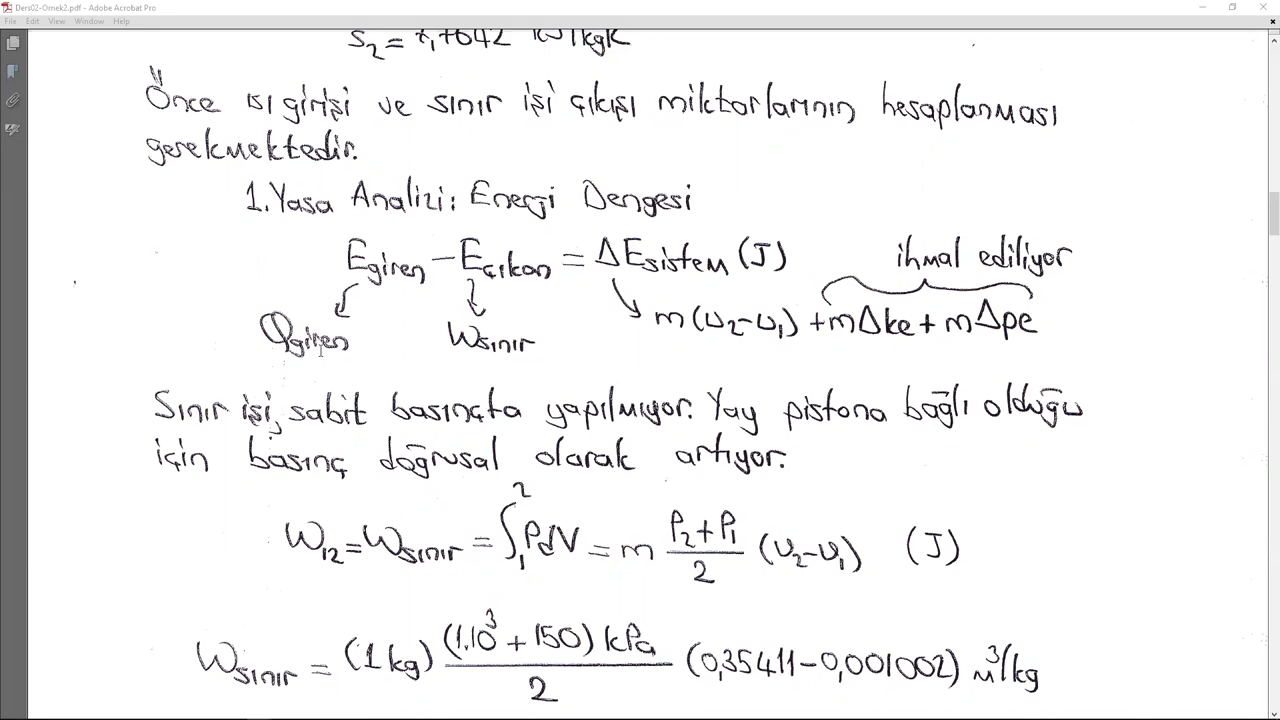 Ders02-Ornek2.pdf - Adobe Acrobat Pro
File Edit View Window Help
Önce ısı girişi ve sınır işi çıkışı miktarlarının hesaplanması
gerekmektedir.
1. Yasa Analizi: Energi Dengesi
Egiren − Eçıkan = ΔEsistem (J) ihmal ediliyor
Qgiren Wsınır m(u₂−u₁) + mΔke + mΔpe
Sınır işi, sabit basınçta yapılmıyor. Yay pistona bağlı olduğu
için basınç doğrusal olarak artıyor.
W₁₂ = Wsınır = ∫₁² PdV = m (P₂+P₁)/2 (υ₂−υ₁) (J)
Wsınır = (1 kg) (1.10³ + 150) kPa / 2 (0,35411 − 0,001002) m³/kg